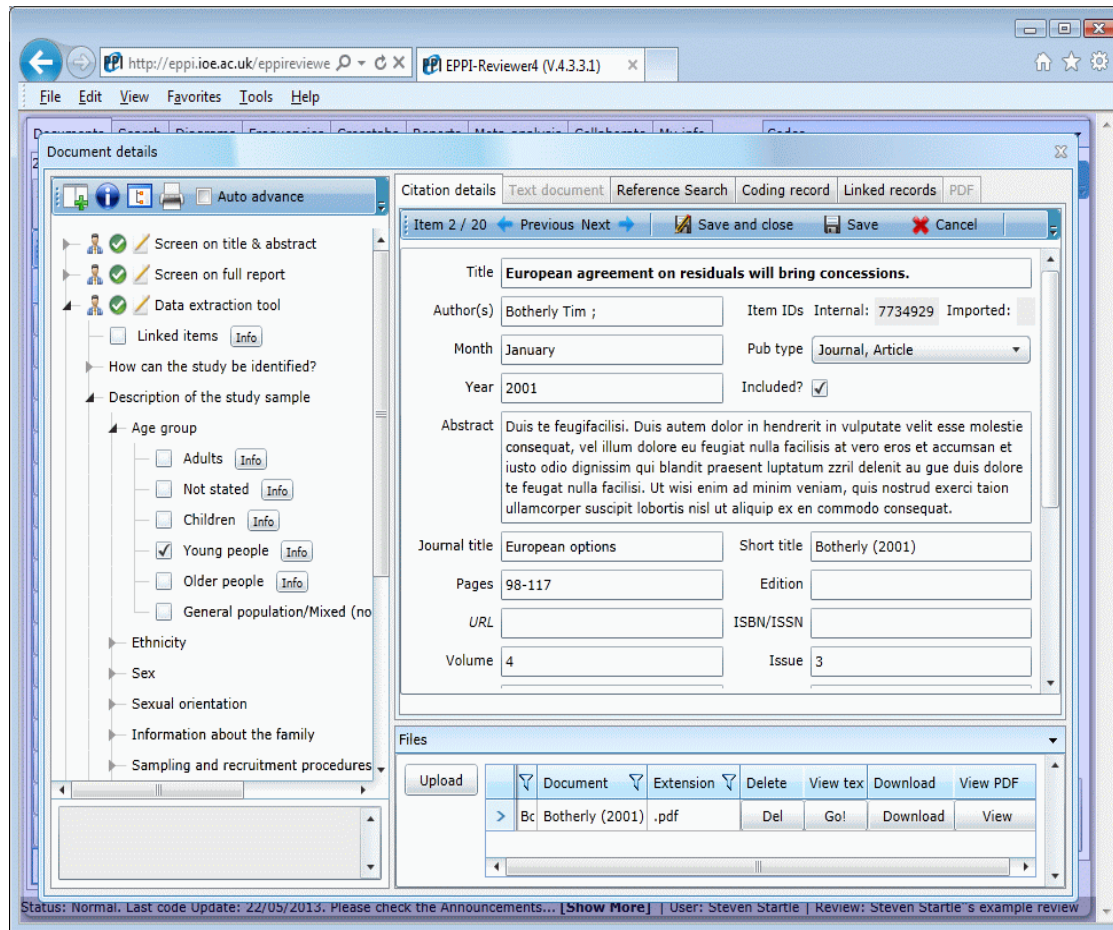 http://eppi.ioe.ac.uk/eppireviewe
EPPI-Reviewer4 (V.4.3.3.1)
File Edit View Favorites Tools Help
Document details
Auto advance
Screen on title & abstract
Screen on full report
Data extraction tool
Linked items Info
How can the study be identified?
Description of the study sample
Age group
Adults Info
Not stated Info
Children Info
Young people Info
Older people Info
General population/Mixed (no
Ethnicity
Sex
Sexual orientation
Information about the family
Sampling and recruitment procedures
Citation details Text document Reference Search Coding record Linked records PDF
Item 2 / 20 Previous Next Save and close Save Cancel
Title European agreement on residuals will bring concessions.
Author(s) Botherly Tim ; Item IDs Internal: 7734929 Imported:
Month January Pub type Journal, Article
Year 2001 Included?
Abstract Duis te feugifacilisi. Duis autem dolor in hendrerit in vulputate velit esse molestie
consequat, vel illum dolore eu feugiat nulla facilisis at vero eros et accumsan et
iusto odio dignissim qui blandit praesent luptatum zzril delenit au gue duis dolore
te feugat nulla facilisi. Ut wisi enim ad minim veniam, quis nostrud exerci taion
ullamcorper suscipit lobortis nisl ut aliquip ex en commodo consequat.
Journal title European options Short title Botherly (2001)
Pages 98-117 Edition
URL ISBN/ISSN
Volume 4 Issue 3
Files
Upload Document Extension Delete View tex Download View PDF
Bc Botherly (2001) .pdf Del Go! Download View
Status: Normal. Last code Update: 22/05/2013. Please check the Announcements... [Show More] | User: Steven Startle | Review: Steven Startle"s example review